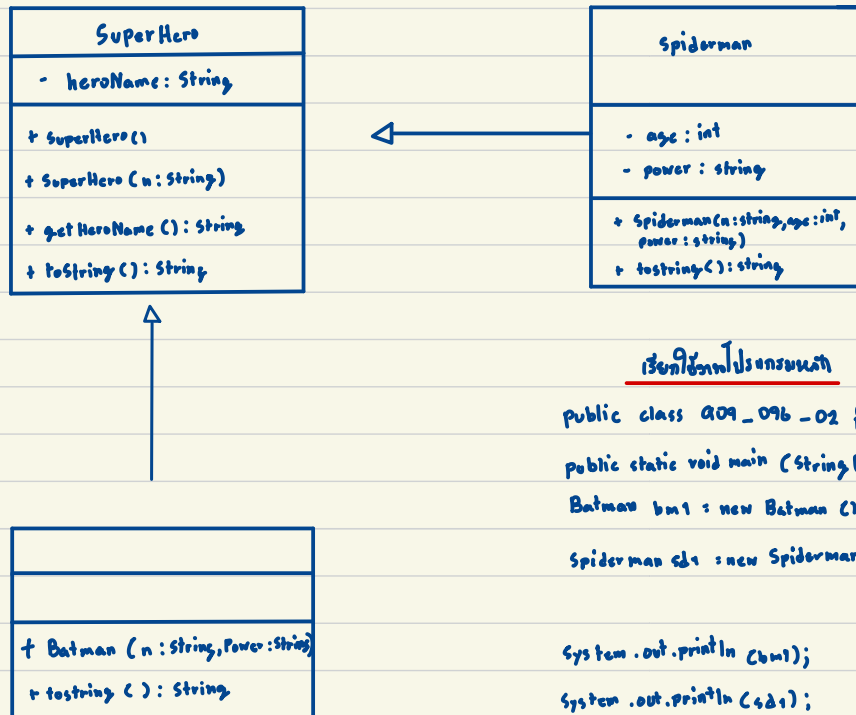 SuperHero
- heroName : String
+ SuperHero ()
+ SuperHero (n : String)
+ getHeroName () : String
+ toString () : String
Spiderman
- age : int
- power : string
+ Spiderman (n : string, age : int,
power : string)
+ tostring () : string
เรียกใช้จากโปรแกรมหลัก
public class a09_096_02 {
public static void main (String
Batman bm1 = new Batman (
Spiderman sd1 = new Spiderman
System.out.println (bm1);
System.out.println (sd1);
+ Batman (n : String, Power : String)
+ tostring () : String